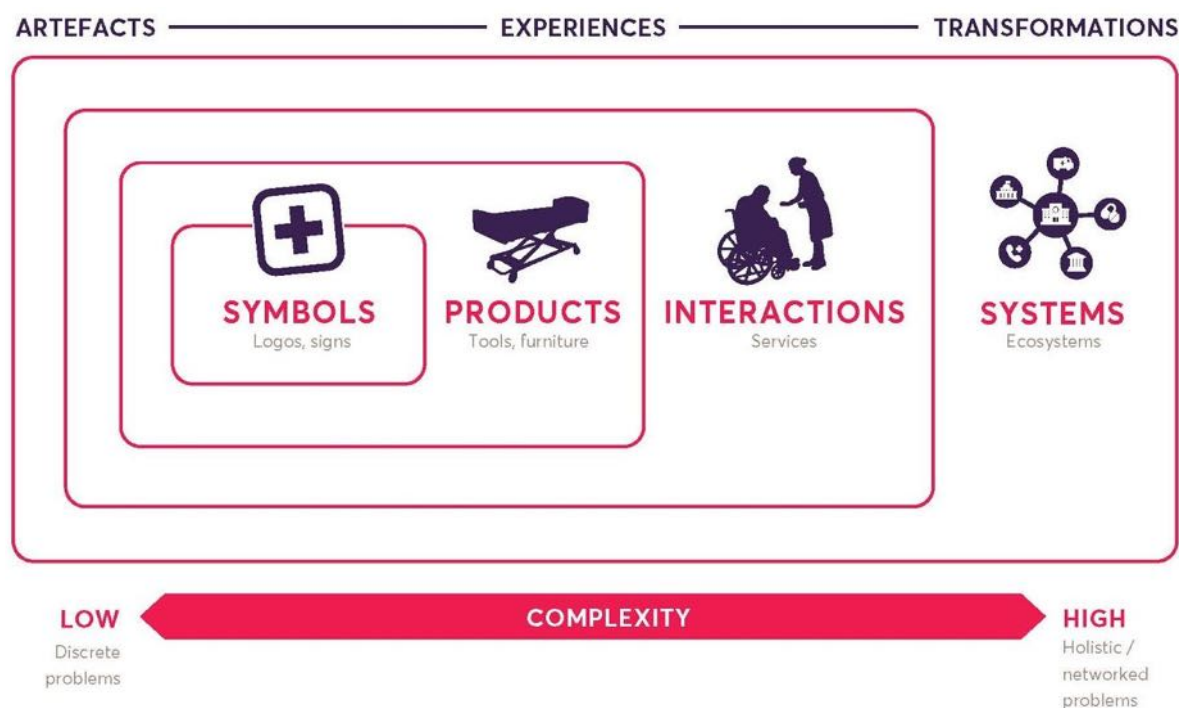 ARTEFACTS EXPERIENCES TRANSFORMATIONS
SYMBOLS
Logos, signs
PRODUCTS
Tools, furniture
INTERACTIONS
Services
SYSTEMS
Ecosystems
LOW
Discrete
problems
COMPLEXITY
HIGH
Holistic /
networked
problems